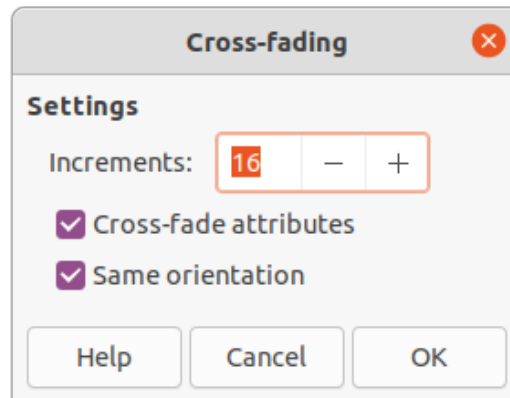 Cross-fading
Settings
Increments: 16
Cross-fade attributes
Same orientation
Help Cancel OK